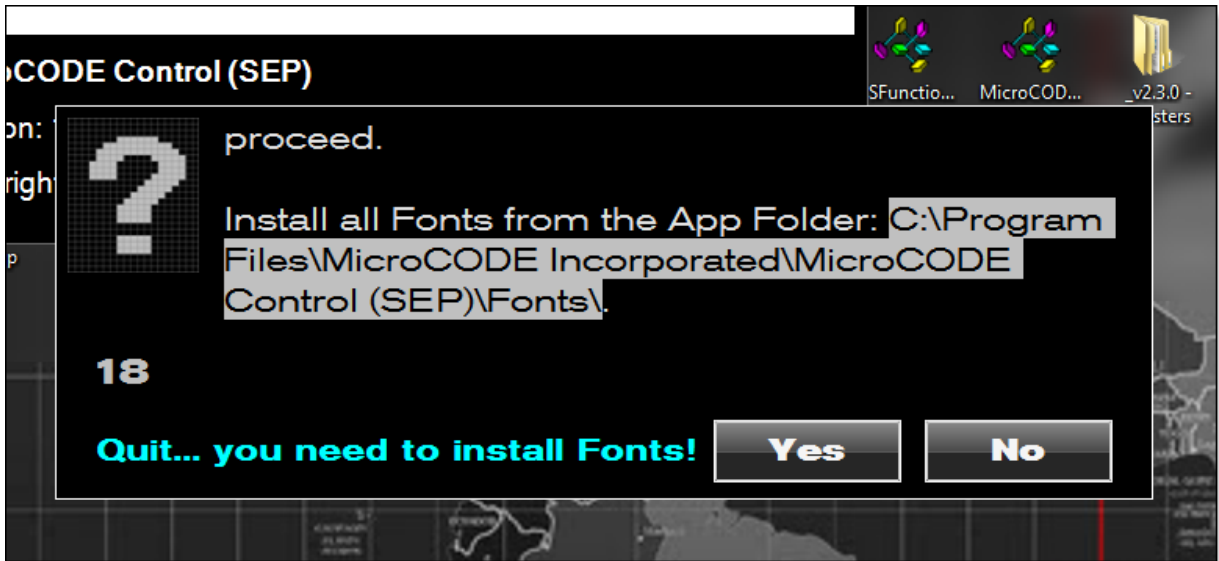 oCODE Control (SEP)
SFunctio...
MicroCOD...
_v2.3.0 -
sters
on:
righ
proceed.
Install all Fonts from the App Folder: C:\Program
Files\MicroCODE Incorporated\MicroCODE
Control (SEP)\Fonts\.
p
18
Quit... you need to install Fonts!
Yes
No